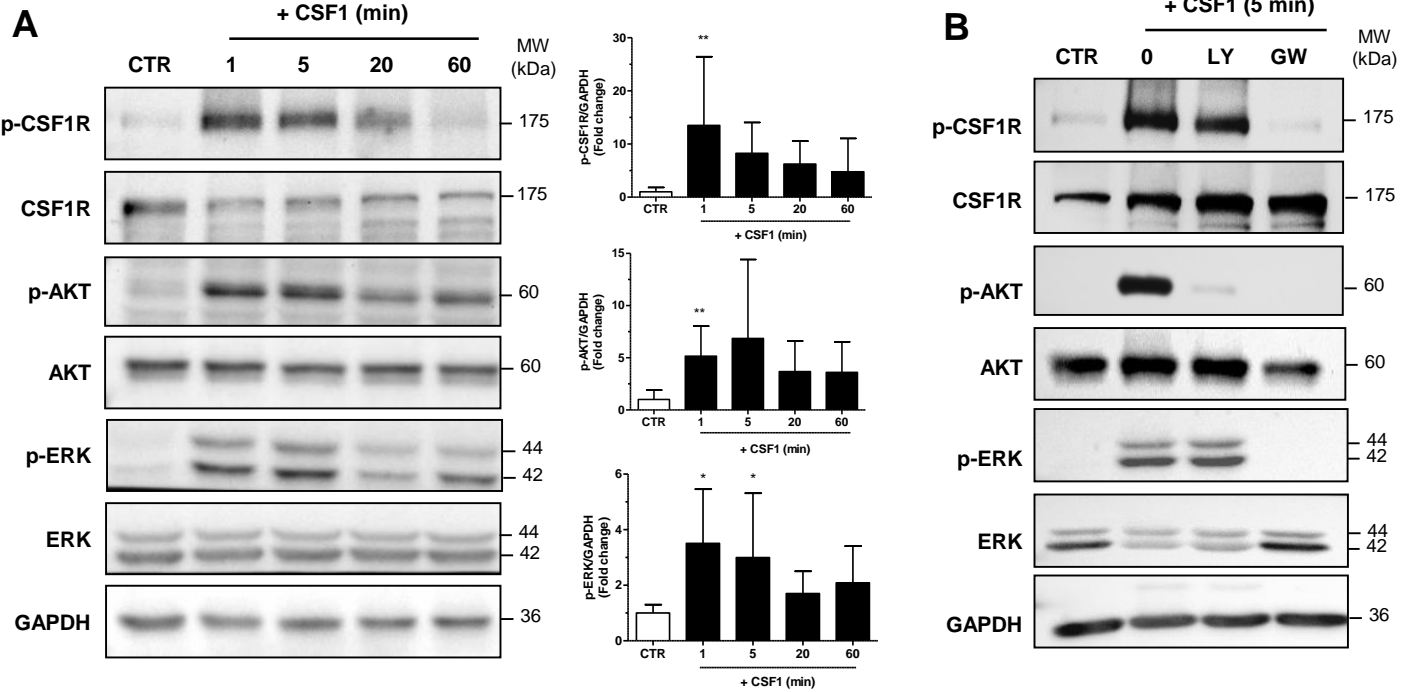 A
+ CSF1 (min)
CTR 1 5 20 60
MW
(kDa)
p-CSF1R
175
CSF1R
175
p-AKT
60
AKT
60
p-ERK
44
42
ERK
44
42
GAPDH
36
p-CSF1R/GAPDH
(Fold change)
30
20
10
0
**
CTR 1 5 20 60
+ CSF1 (min)
p-AKT/GAPDH
(Fold change)
15
10
5
0
**
CTR 1 5 20 60
+ CSF1 (min)
p-ERK/GAPDH
(Fold change)
6
4
2
0
* *
CTR 1 5 20 60
+ CSF1 (min)
B
+ CSF1 (5 min)
CTR 0 LY GW
MW
(kDa)
p-CSF1R
175
CSF1R
175
p-AKT
60
AKT
60
p-ERK
44
42
ERK
44
42
GAPDH
36